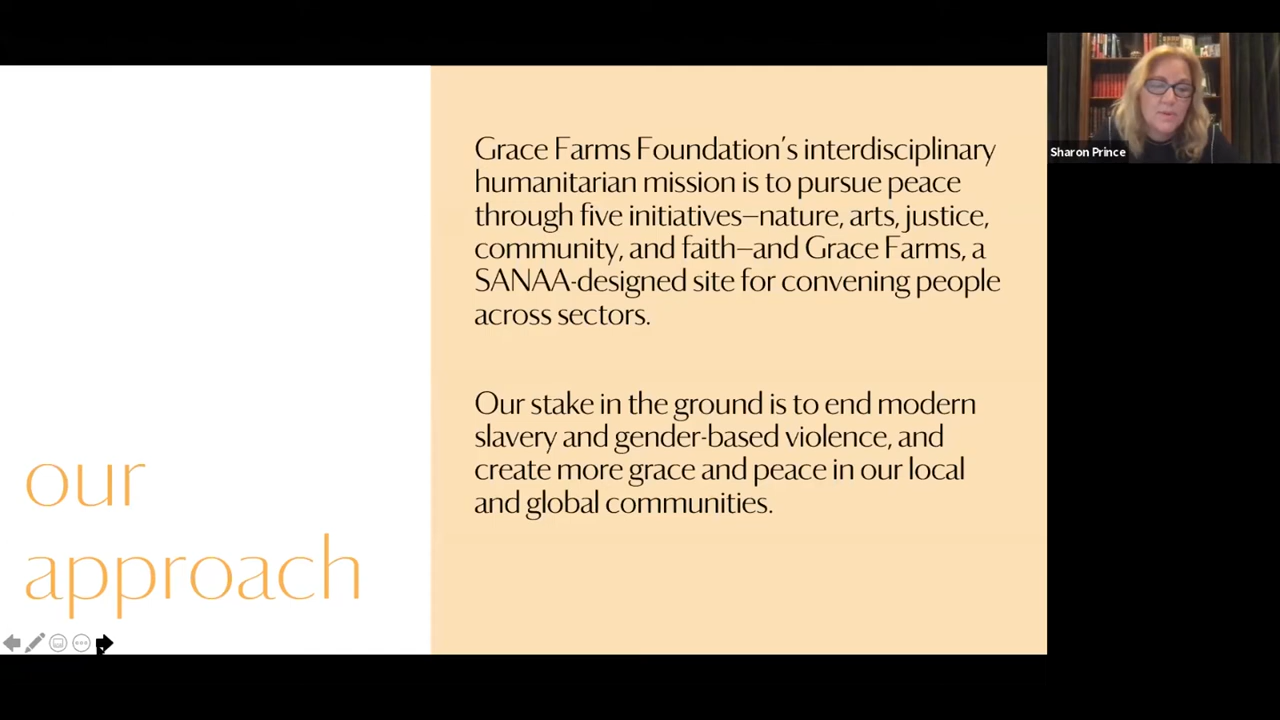 Grace Farms Foundation’s interdisciplinary
humanitarian mission is to pursue peace
through five initiatives—nature, arts, justice,
community, and faith—and Grace Farms, a
SANAA-designed site for convening people
across sectors.
Our stake in the ground is to end modern
slavery and gender-based violence, and
create more grace and peace in our local
and global communities.
our
approach
Sharon Prince